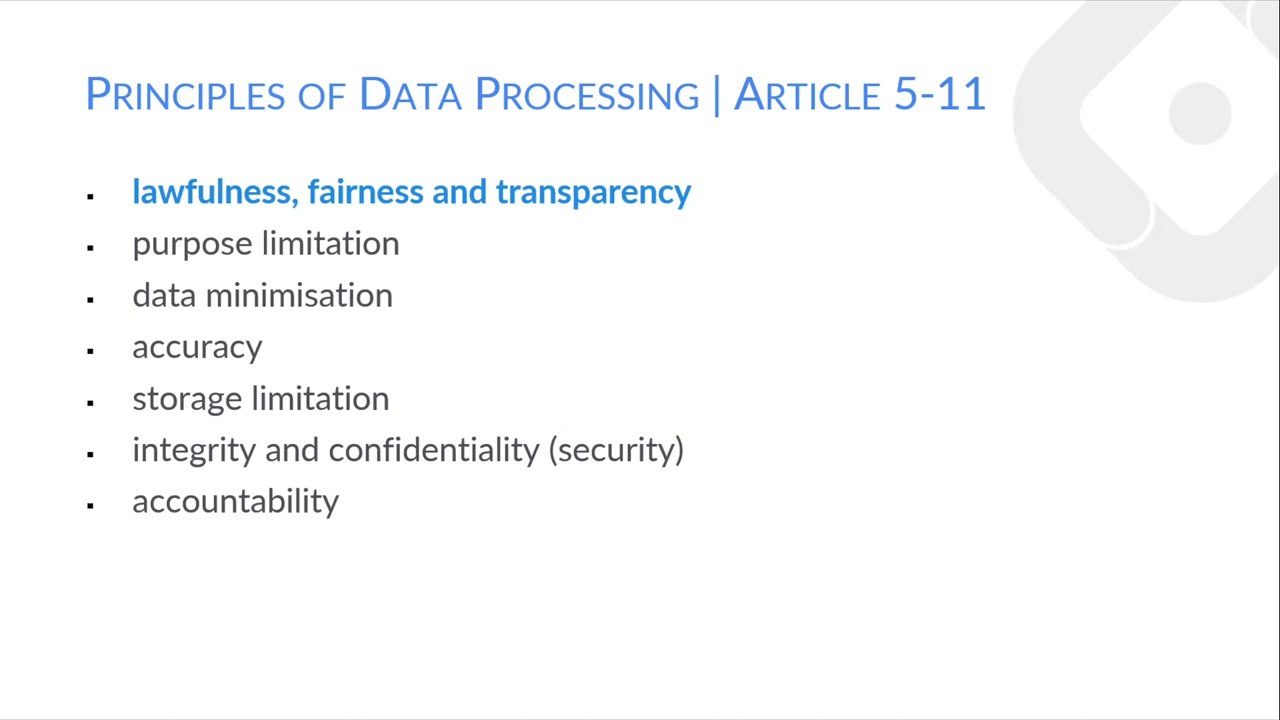 Principles of Data Processing | Article 5-11
lawfulness, fairness and transparency
purpose limitation
data minimisation
accuracy
storage limitation
integrity and confidentiality (security)
accountability